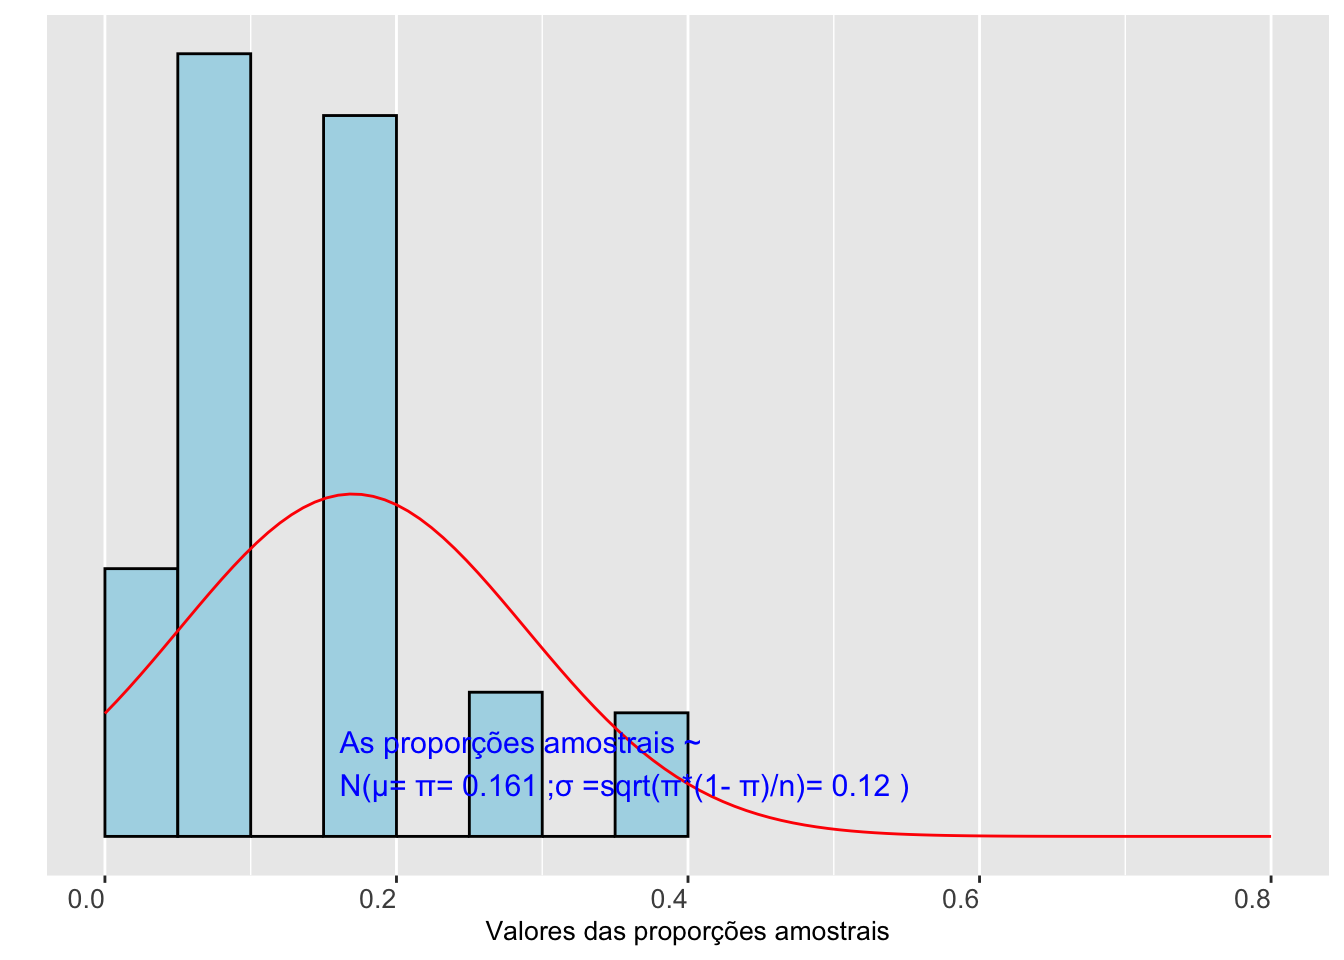 As proporções amostrais ~
N(μ= π= 0.161 ;σ =sqrt(π*(1- π)/n)= 0.12 )
0.0 0.2 0.4 0.6 0.8
Valores das proporções amostrais